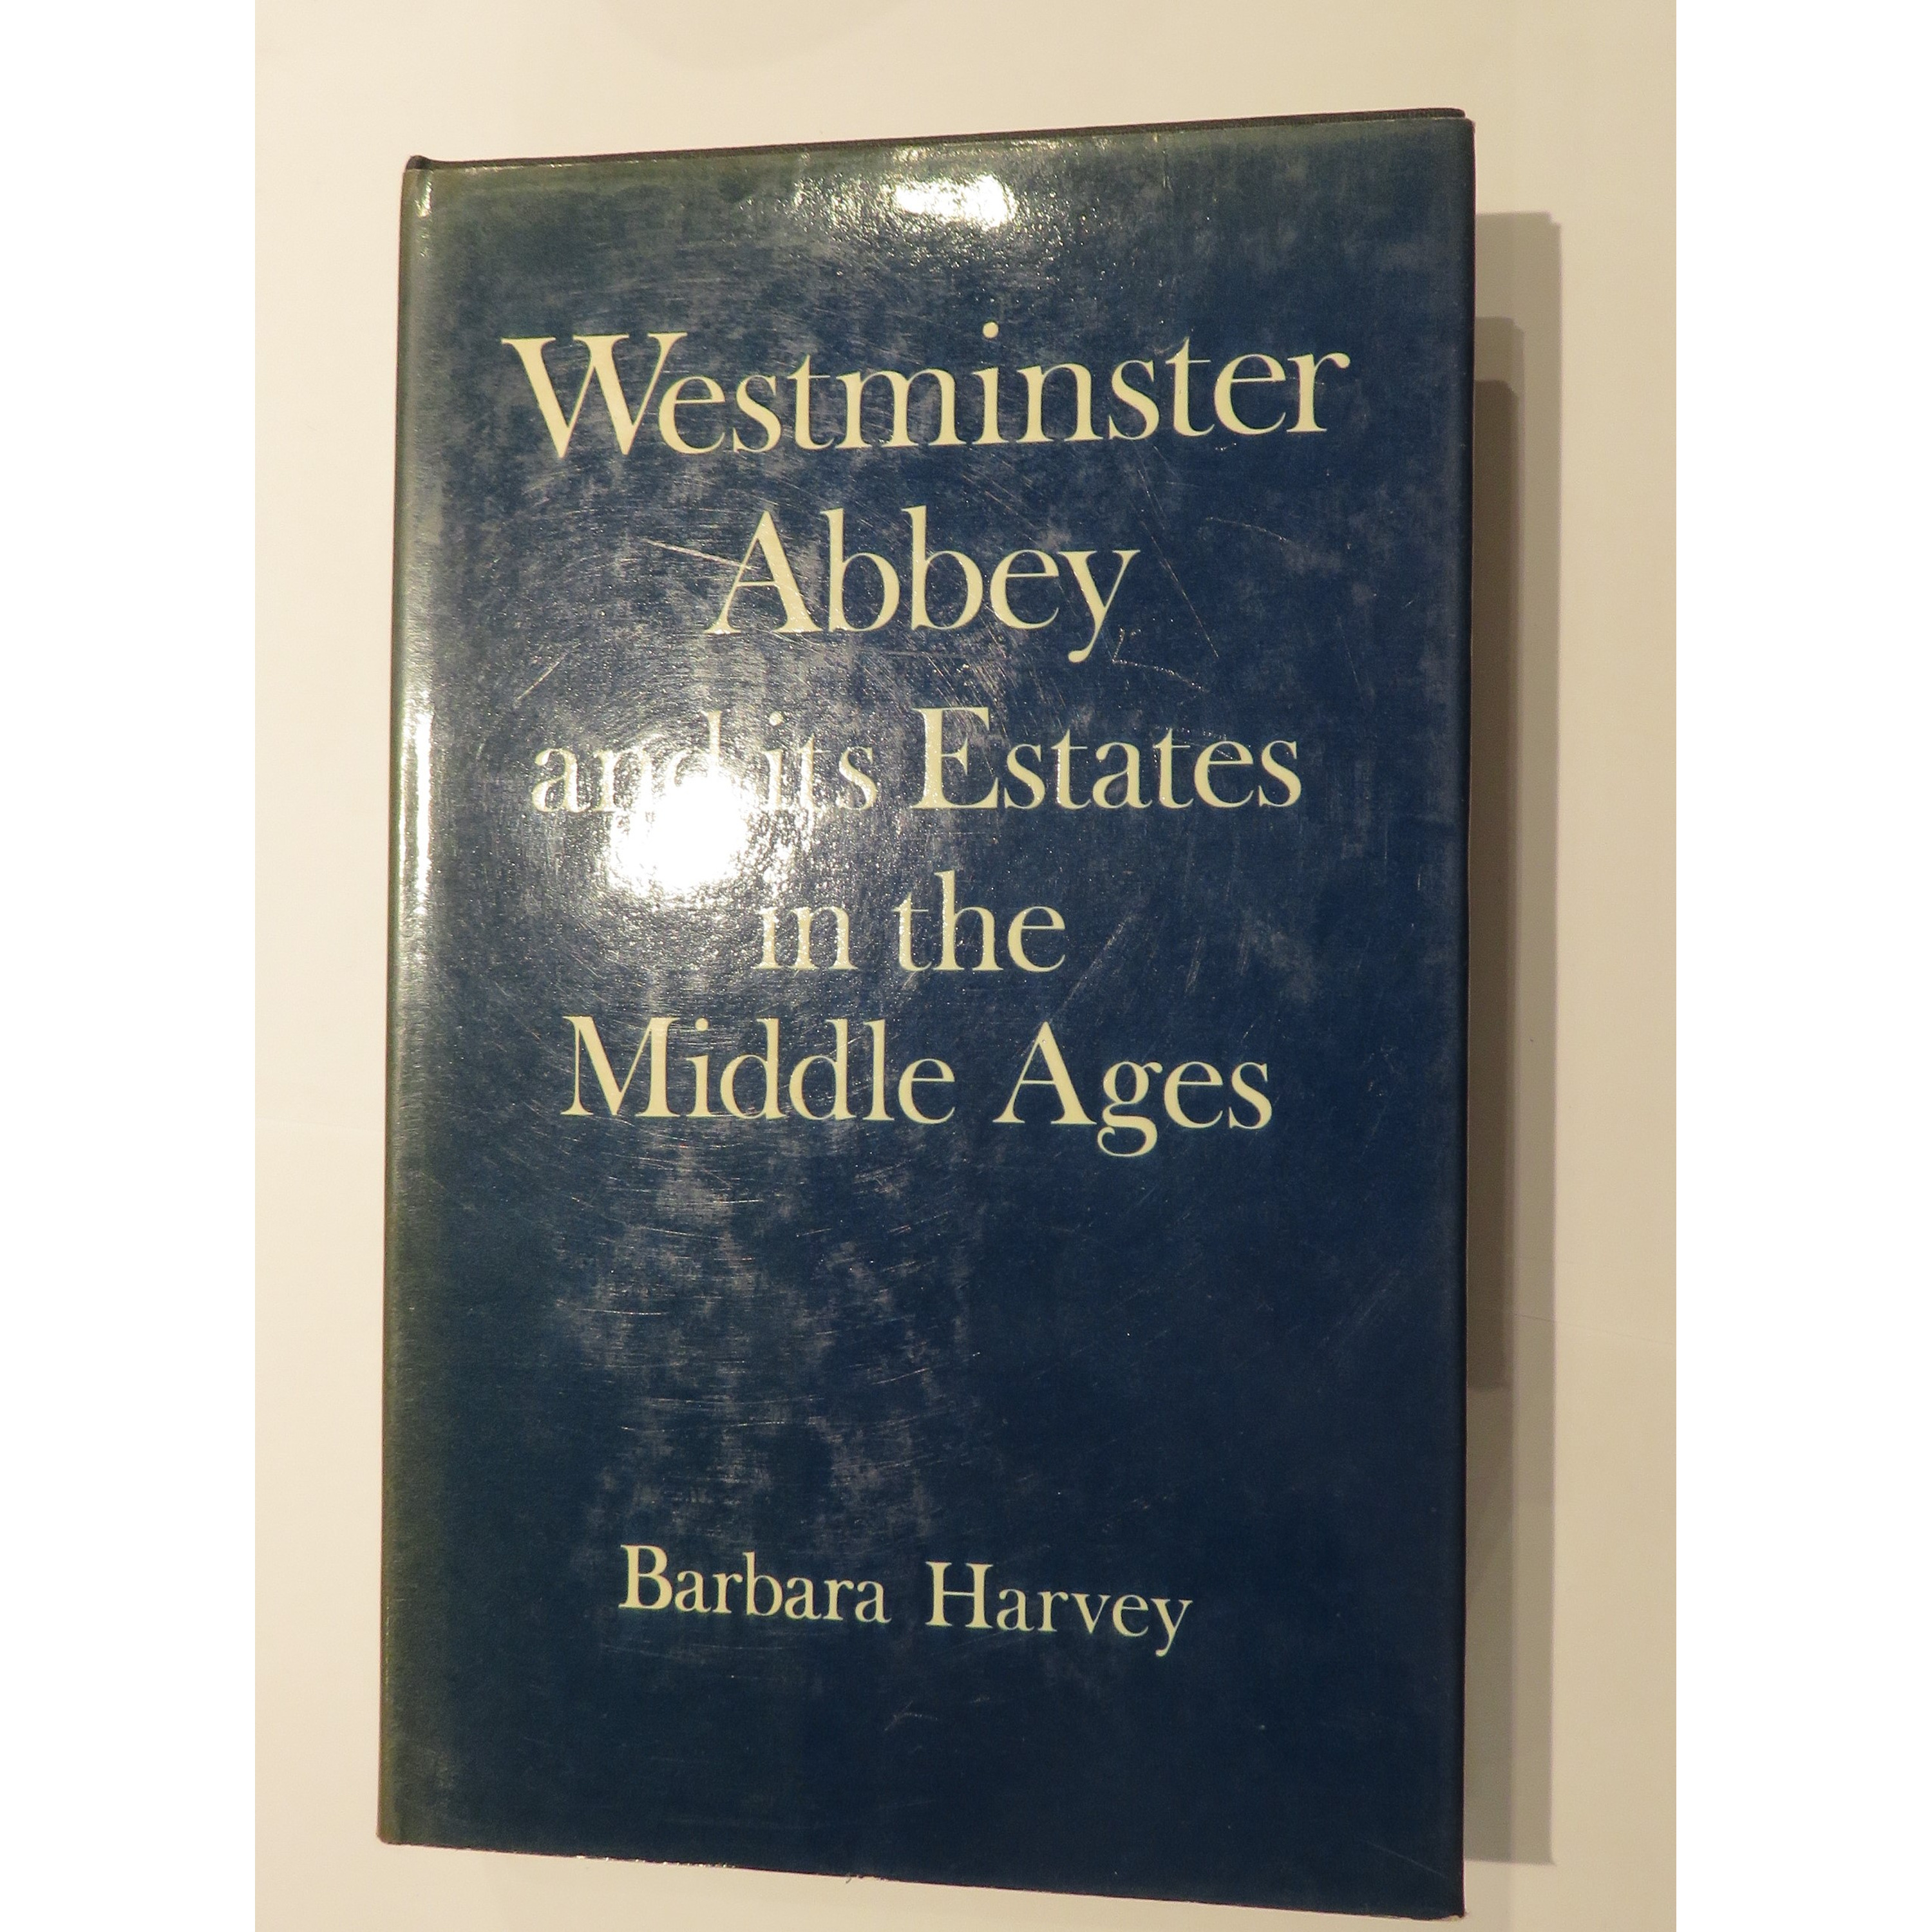 Westminster
Abbey
and its Estates
in the
Middle Ages
Barbara Harvey